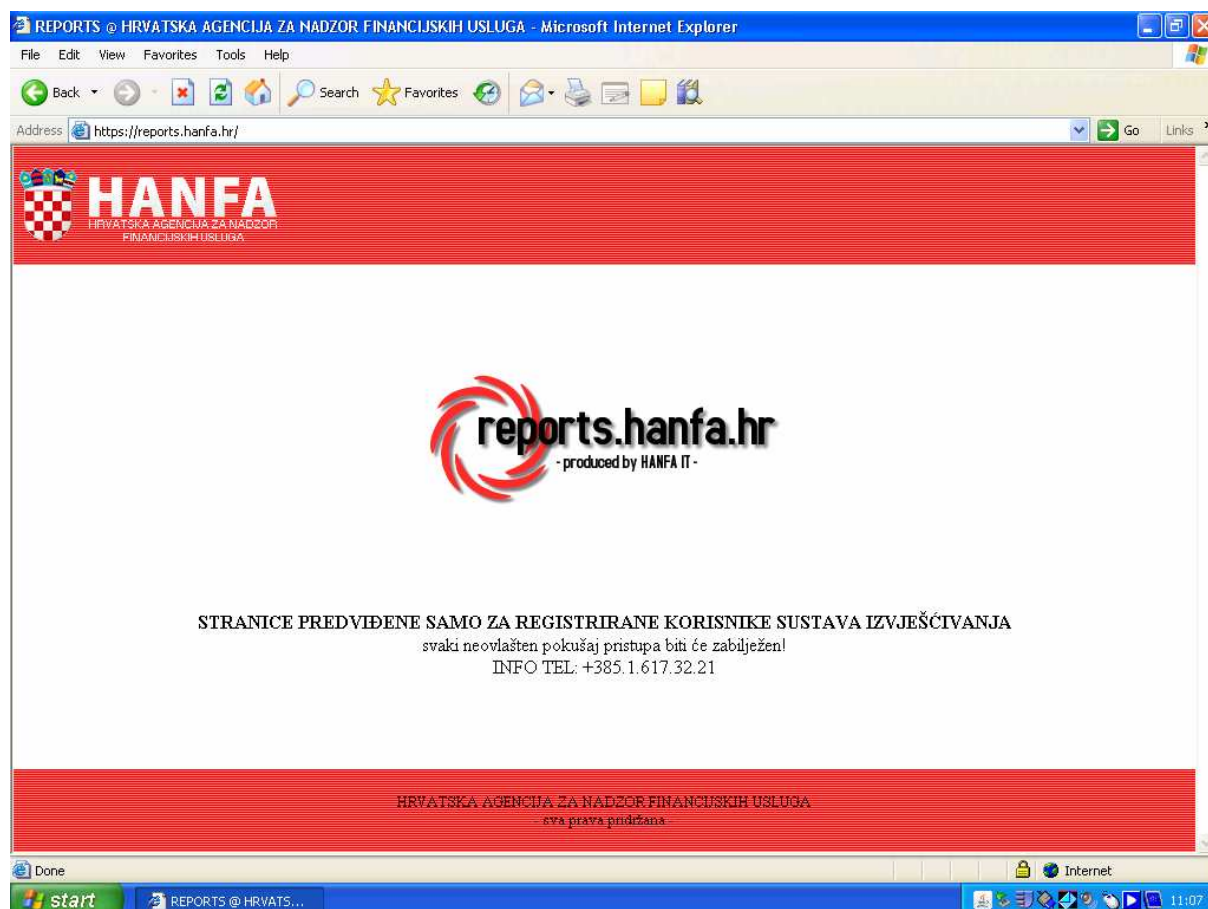 REPORTS @ HRVATSKA AGENCIJA ZA NADZOR FINANCIJSKIH USLUGA - Microsoft Internet Explorer
File Edit View Favorites Tools Help
Back Search Favorites
Address https://reports.hanfa.hr/ Go Links
HANFA
HRVATSKA AGENCIJA ZA NADZOR
FINANCIJSKIH USLUGA
reports.hanfa.hr
- produced by HANFA IT -
STRANICE PREDVIĐENE SAMO ZA REGISTRIRANE KORISNIKE SUSTAVA IZVJEŠĆIVANJA
svaki neovlašten pokušaj pristupa biti će zabilježen!
INFO TEL: +385.1.617.32.21
HRVATSKA AGENCIJA ZA NADZOR FINANCIJSKIH USLUGA
- sva prava pridržana -
Done Internet
start REPORTS @ HRVATS... 11:07